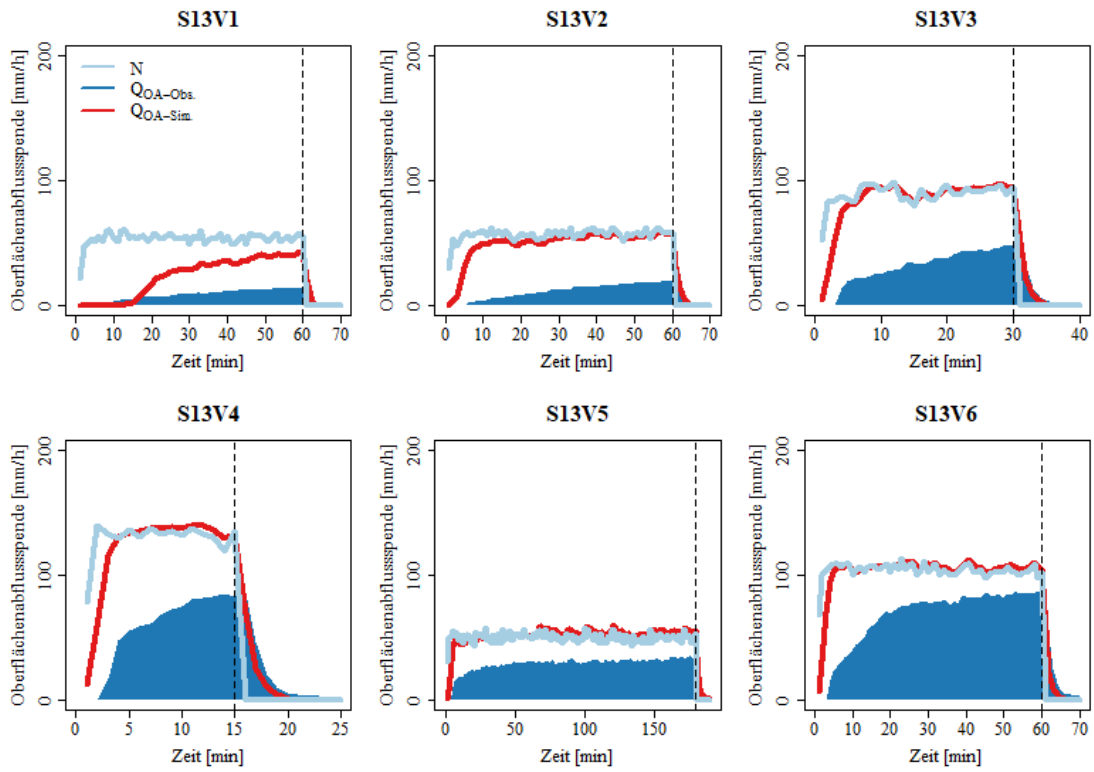 S13V1
S13V2
S13V3
Oberflächenabflussspende [mm/h]
0 100 200
N
QOA−Obs.
QOA−Sim.
0 10 20 30 40 50 60 70
Zeit [min]
Oberflächenabflussspende [mm/h]
0 100 200
0 10 20 30 40 50 60 70
Zeit [min]
Oberflächenabflussspende [mm/h]
0 100 200
0 10 20 30 40
Zeit [min]
S13V4
S13V5
S13V6
Oberflächenabflussspende [mm/h]
0 100 200
0 5 10 15 20 25
Zeit [min]
Oberflächenabflussspende [mm/h]
0 100 200
0 50 100 150
Zeit [min]
Oberflächenabflussspende [mm/h]
0 100 200
0 10 20 30 40 50 60 70
Zeit [min]